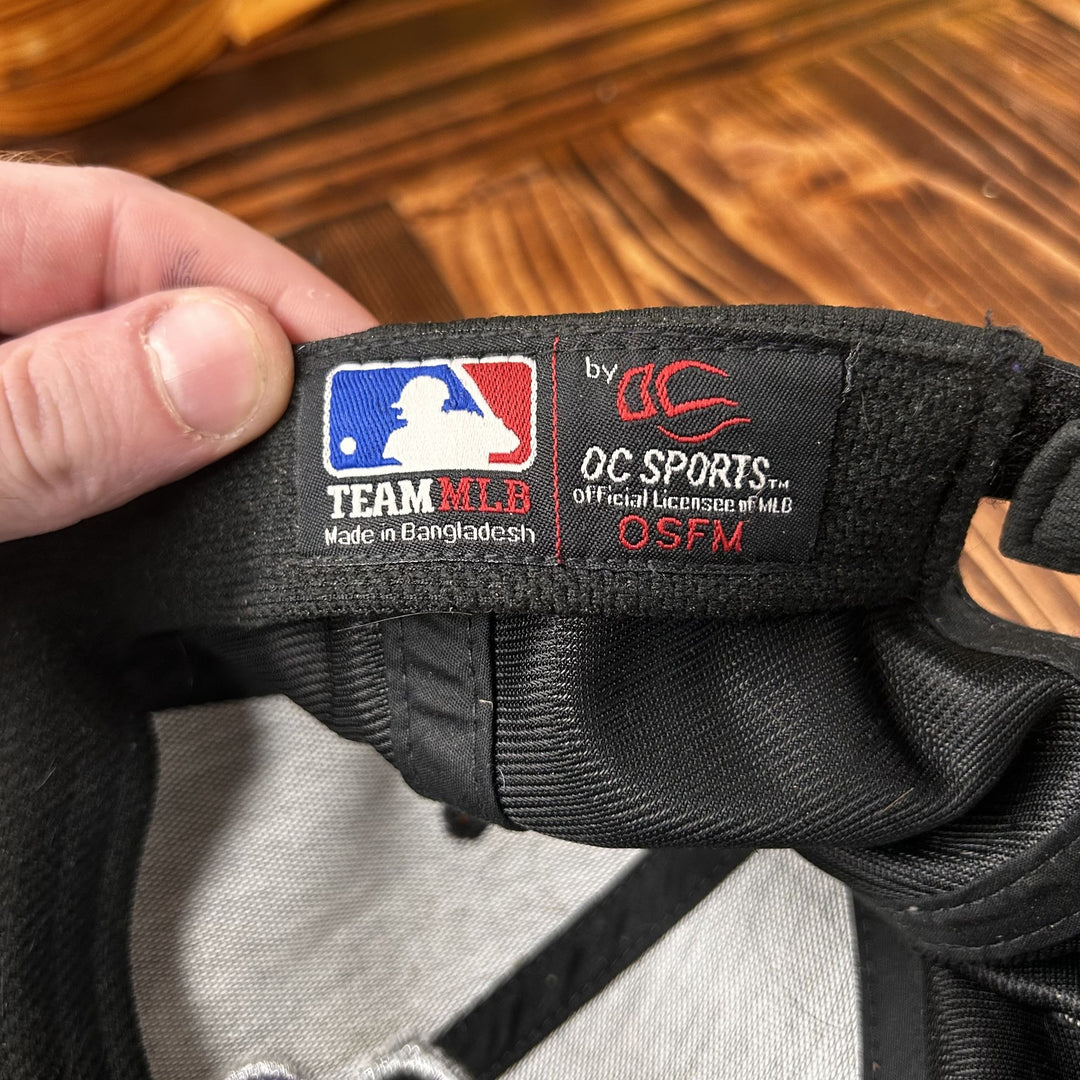 TEAM MLB
Made in Bangladesh
by
OC SPORTS™
Official Licensee of MLB
OSFM